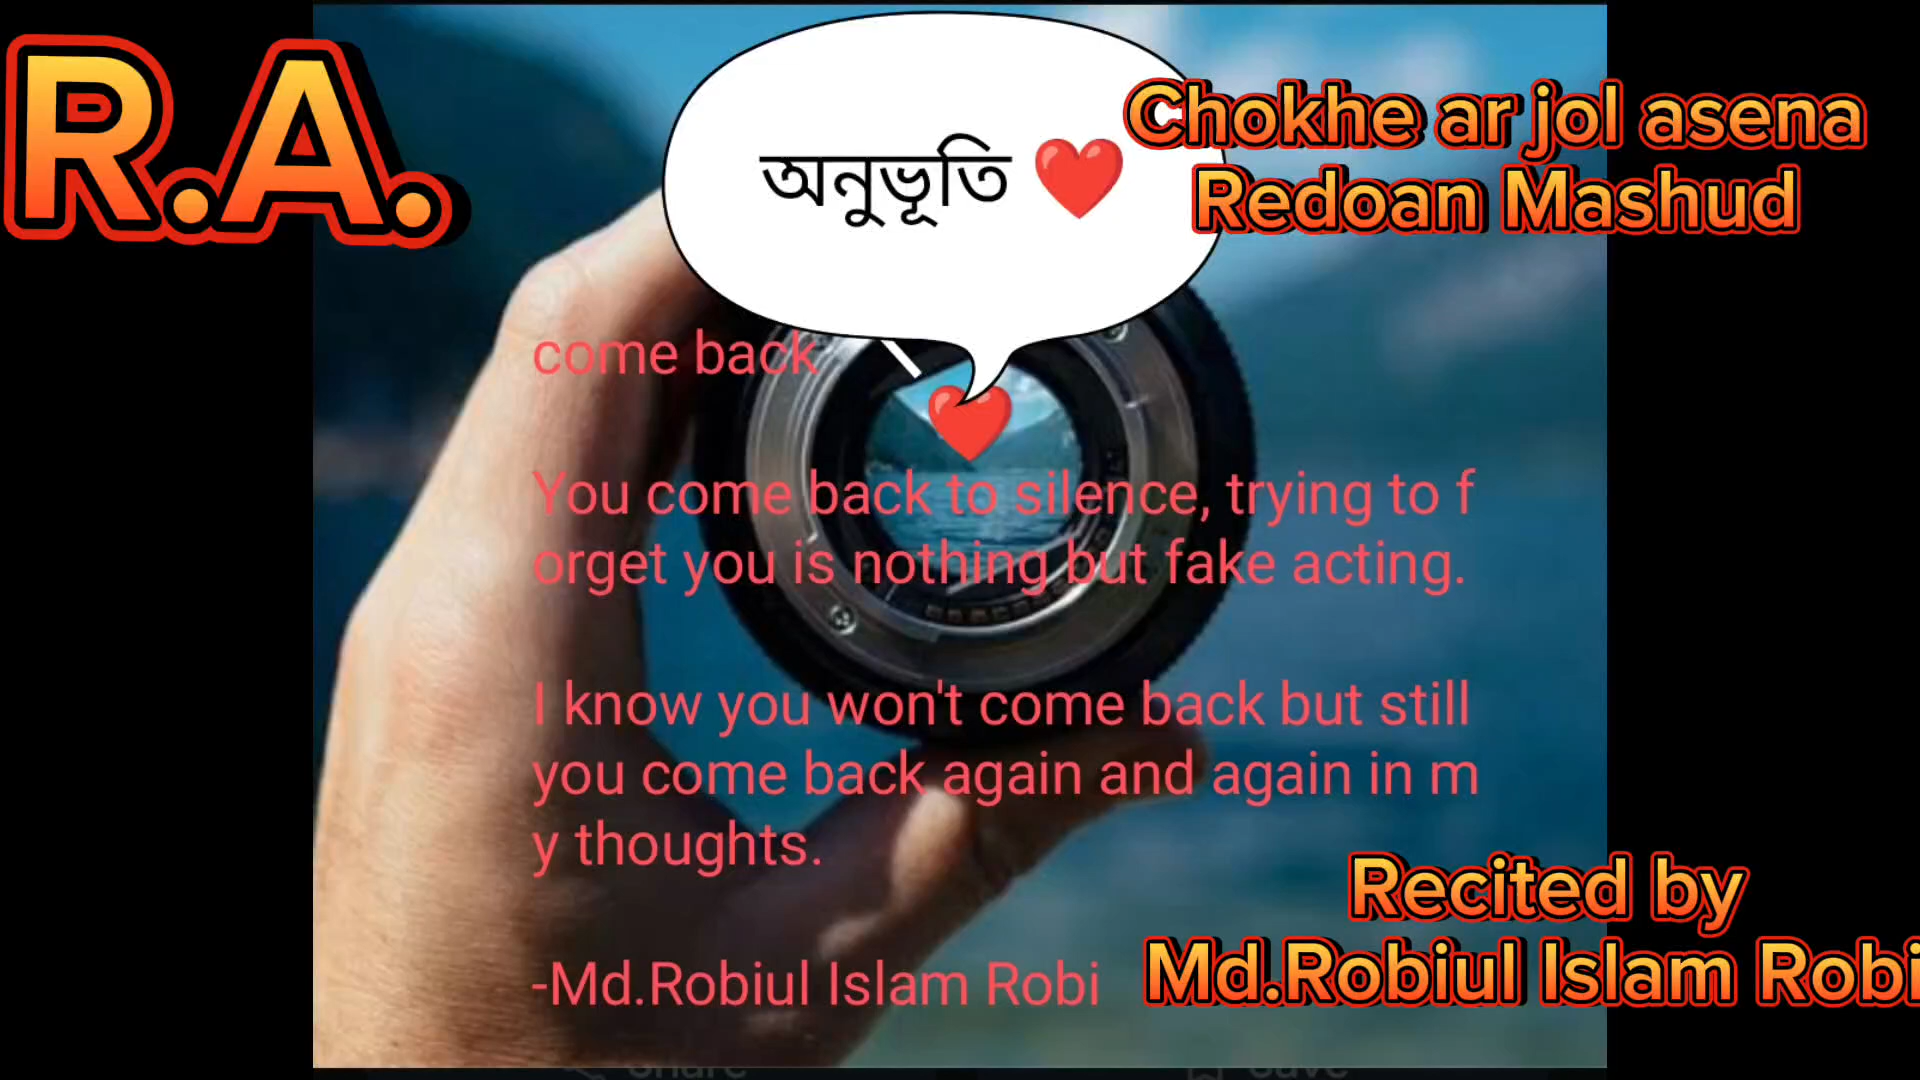 R.A.
অনুভূতি ❤️
Chokhe ar jol asena
Redoan Mashud
come back
❤️
You come back to silence, trying to f
orget you is nothing but fake acting.
I know you won't come back but still
you come back again and again in m
y thoughts.
-Md.Robiul Islam Robi
Recited by
Md.Robiul Islam Robi
Share
Save